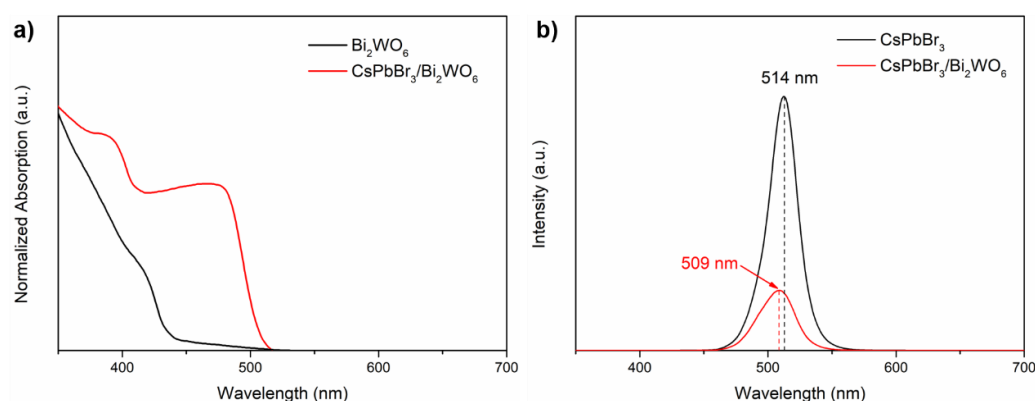 a)
Bi₂WO₆
CsPbBr₃/Bi₂WO₆
Normalized Absorption (a.u.)
400 500 600 700
Wavelength (nm)
b)
CsPbBr₃
CsPbBr₃/Bi₂WO₆
514 nm
509 nm
Intensity (a.u.)
400 500 600 700
Wavelength (nm)